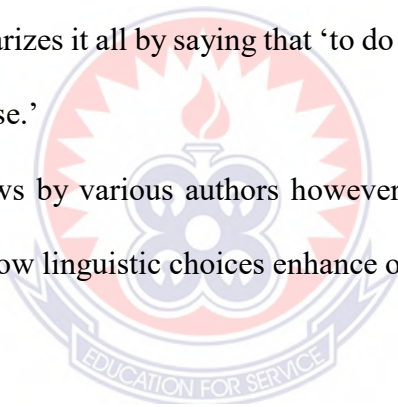 arizes it all by saying that ‘to do
se.’
ws by various authors however
ow linguistic choices enhance o
EDUCATION FOR SERVICE